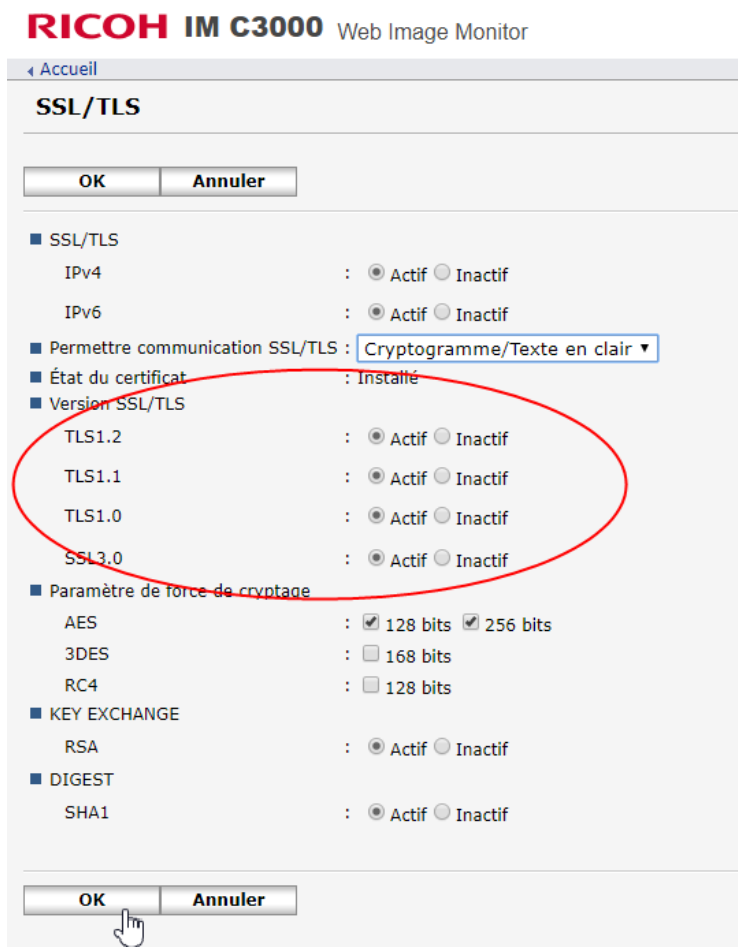 RICOH IM C3000 Web Image Monitor
Accueil
SSL/TLS
OK Annuler
SSL/TLS
IPv4 : Actif Inactif
IPv6 : Actif Inactif
Permettre communication SSL/TLS : Cryptogramme/Texte en clair
État du certificat : Installé
Version SSL/TLS
TLS1.2 : Actif Inactif
TLS1.1 : Actif Inactif
TLS1.0 : Actif Inactif
SSL3.0 : Actif Inactif
Paramètre de force de cryptage
AES : 128 bits 256 bits
3DES : 168 bits
RC4 : 128 bits
KEY EXCHANGE
RSA : Actif Inactif
DIGEST
SHA1 : Actif Inactif
OK Annuler